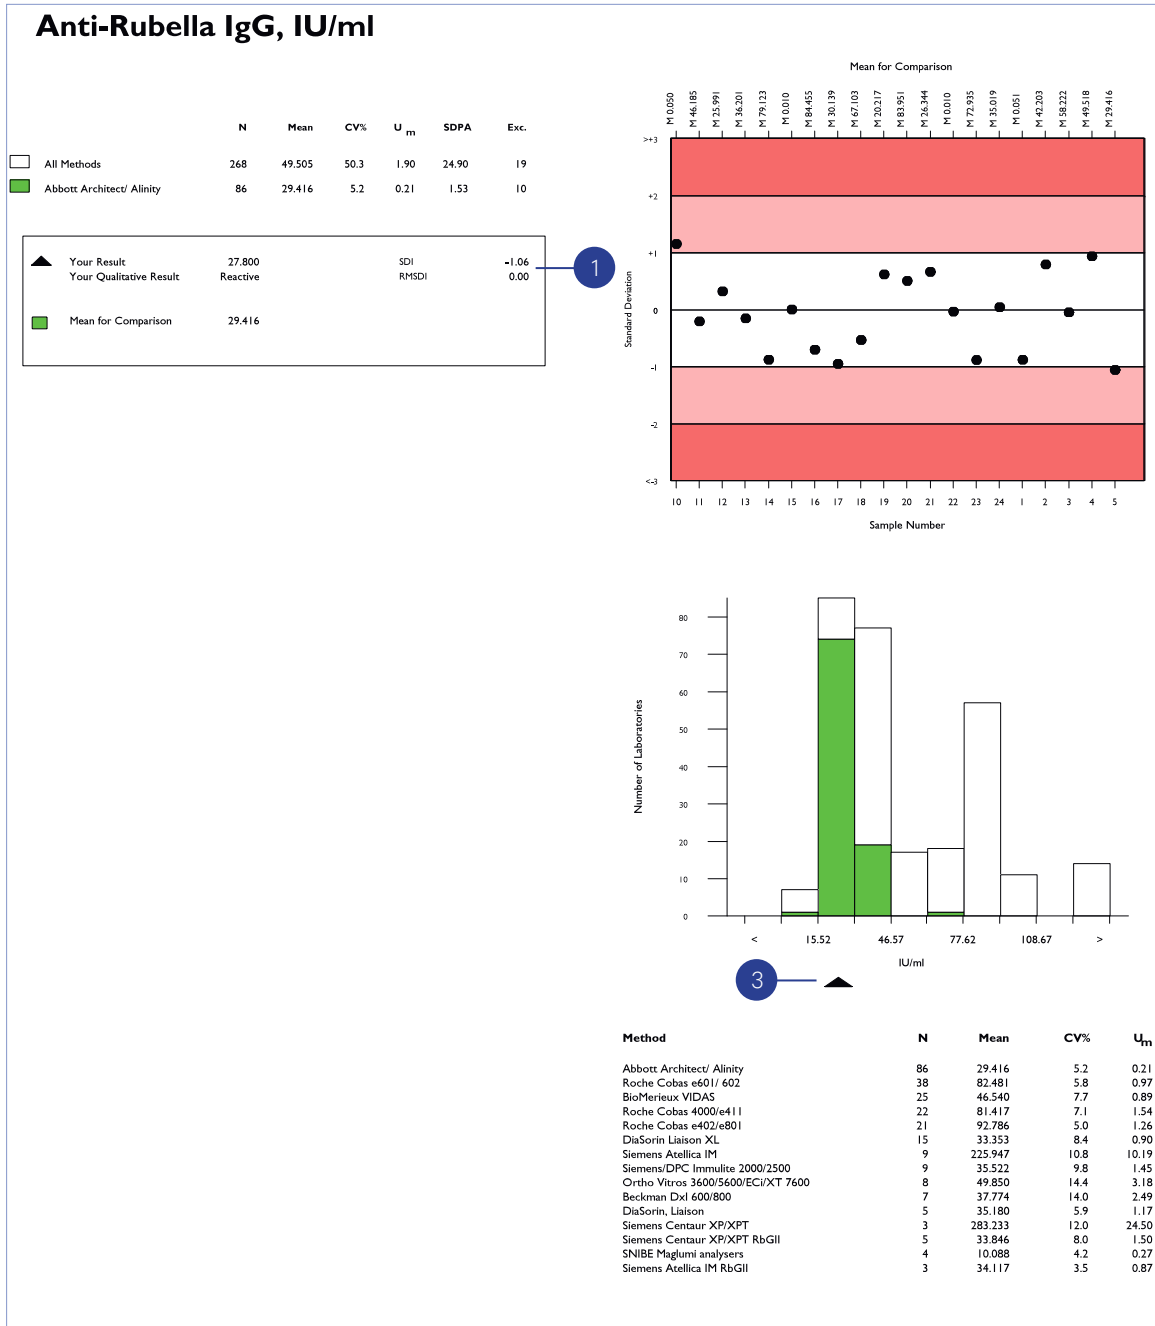 Anti-Rubella IgG, IU/ml
N Mean CV% U m SDPA Exc.
All Methods 268 49.505 50.3 1.90 24.90 19
Abbott Architect/ Alinity 86 29.416 5.2 0.21 1.53 10
Your Result 27.800 SDI -1.06
Your Qualitative Result Reactive RMSDI 0.00
1
Mean for Comparison 29.416
Mean for Comparison
M 0.050 M 46.185 M 25.991 M 36.201 M 79.123 M 0.010 M 84.455 M 30.139 M 67.103 M 20.217 M 83.951 M 26.344 M 0.010 M 72.935 M 35.019 M 0.051 M 42.203 M 58.222 M 49.518 M 29.416
>+3
+2
+1
0
-1
-2
<-3
Standard Deviation
10 11 12 13 14 15 16 17 18 19 20 21 22 23 24 1 2 3 4 5
Sample Number
80
70
60
50
40
30
20
10
0
Number of Laboratories
< 15.52 46.57 77.62 108.67 >
IU/ml
3
Method N Mean CV% Um
Abbott Architect/ Alinity 86 29.416 5.2 0.21
Roche Cobas e601/ 602 38 82.481 5.8 0.97
BioMerieux VIDAS 25 46.540 7.7 0.89
Roche Cobas 4000/e411 22 81.417 7.1 1.54
Roche Cobas e402/e801 21 92.786 5.0 1.26
DiaSorin Liaison XL 15 33.353 8.4 0.90
Siemens Atellica IM 9 225.947 10.8 10.19
Siemens/DPC Immulite 2000/2500 9 35.522 9.8 1.45
Ortho Vitros 3600/5600/ECi/XT 7600 8 49.850 14.4 3.18
Beckman DxI 600/800 7 37.774 14.0 2.49
DiaSorin, Liaison 5 35.180 5.9 1.17
Siemens Centaur XP/XPT 3 283.233 12.0 24.50
Siemens Centaur XP/XPT RbGII 5 33.846 8.0 1.50
SNIBE Maglumi analysers 4 10.088 4.2 0.27
Siemens Atellica IM RbGII 3 34.117 3.5 0.87